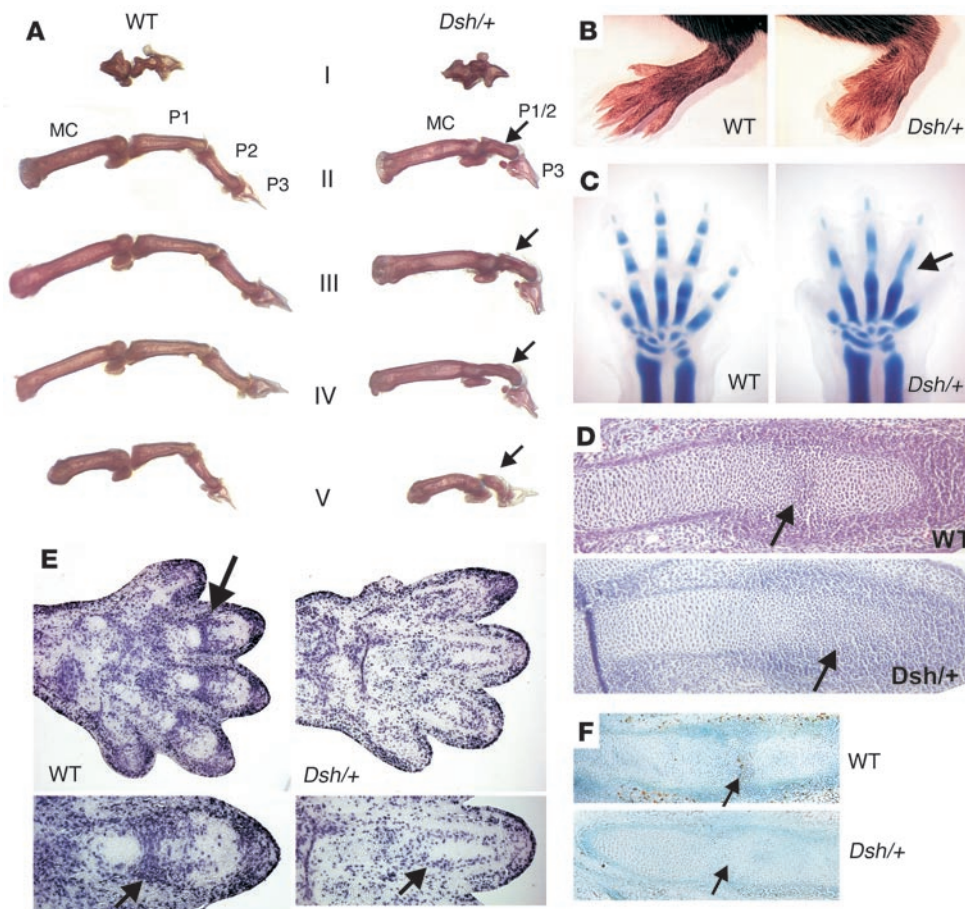 A
WT
Dsh/+
I
MC
P1
P2
P3
MC
P1/2
P3
II
III
IV
V
B
WT
Dsh/+
C
WT
Dsh/+
D
WT
Dsh/+
E
WT
Dsh/+
F
WT
Dsh/+